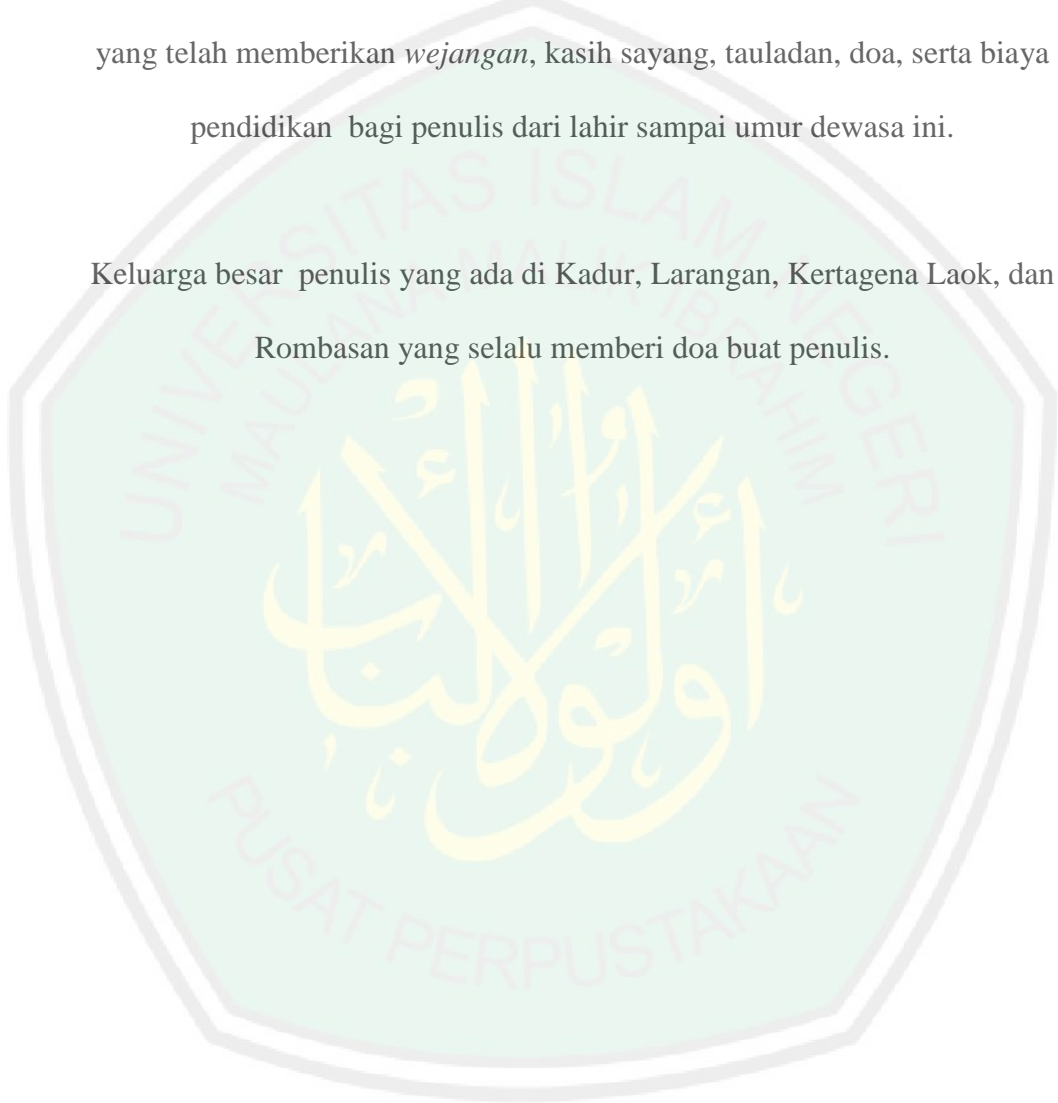 yang telah memberikan wejangan, kasih sayang, tauladan, doa, serta biaya
pendidikan bagi penulis dari lahir sampai umur dewasa ini.
Keluarga besar penulis yang ada di Kadur, Larangan, Kertagena Laok, dan
Rombasan yang selalu memberi doa buat penulis.
UNIVERSITAS ISLAM NEGERI
MAULANA MALIK IBRAHIM
أولوا الألباب
PUSAT PERPUSTAKAAN